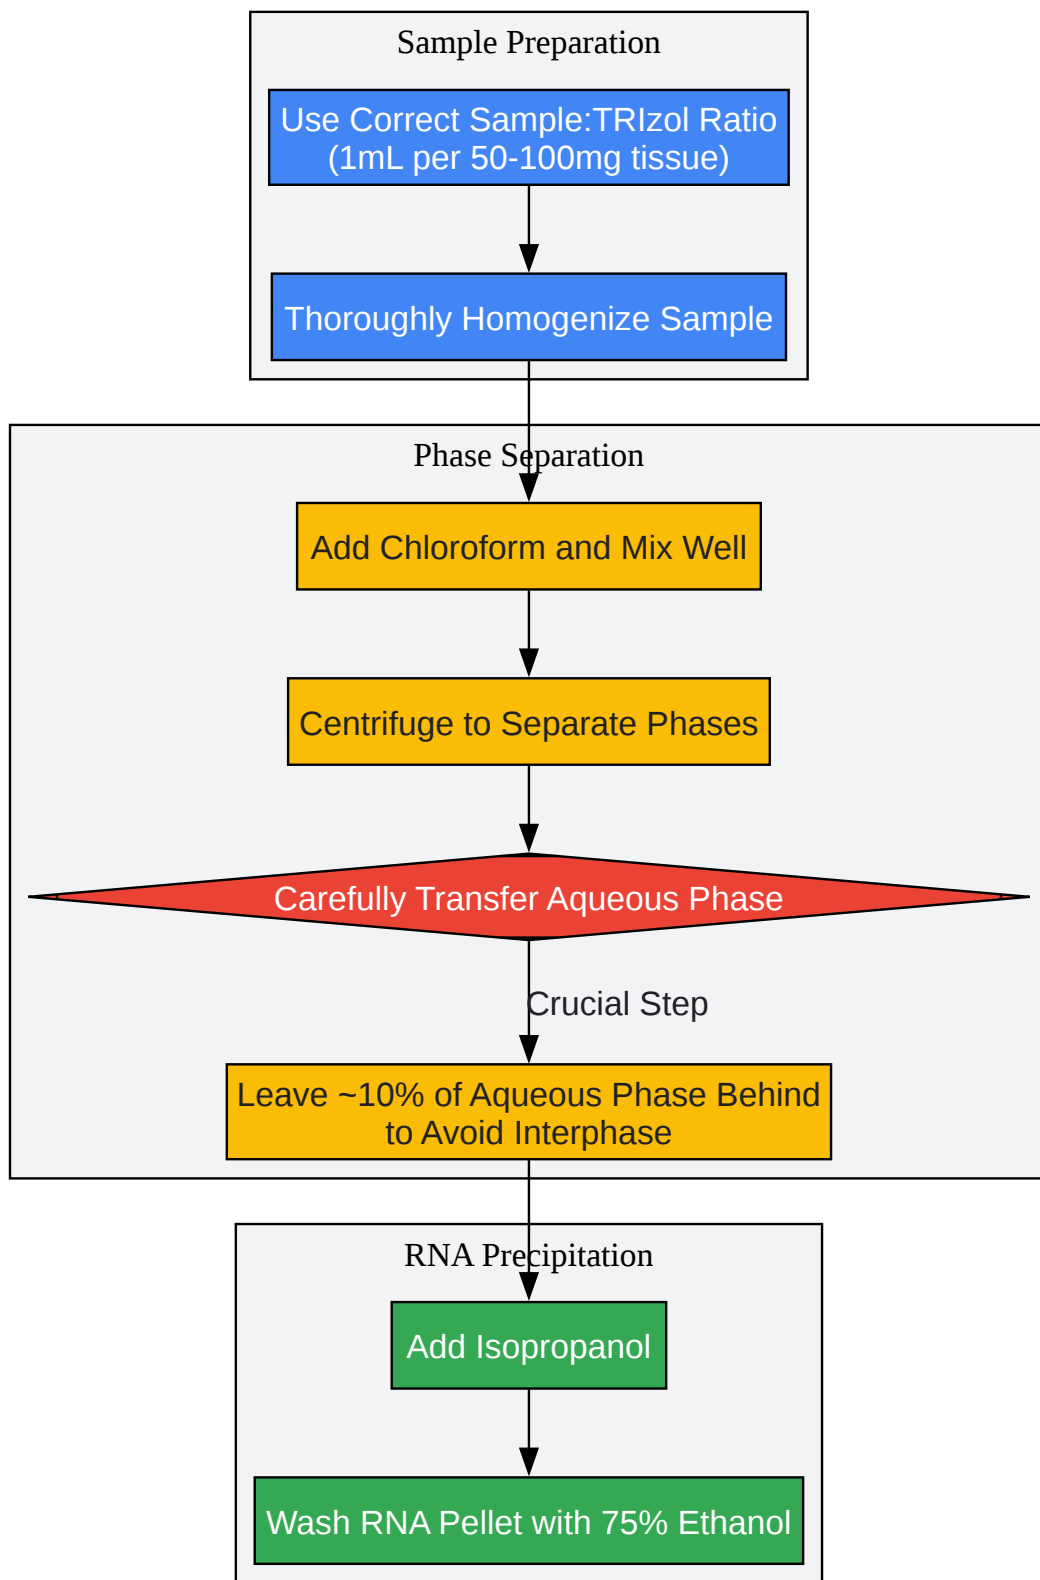 Sample Preparation
Use Correct Sample:TRIzol Ratio
(1mL per 50-100mg tissue)
Thoroughly Homogenize Sample
Phase Separation
Add Chloroform and Mix Well
Centrifuge to Separate Phases
Carefully Transfer Aqueous Phase
Crucial Step
Leave ~10% of Aqueous Phase Behind
to Avoid Interphase
RNA Precipitation
Add Isopropanol
Wash RNA Pellet with 75% Ethanol